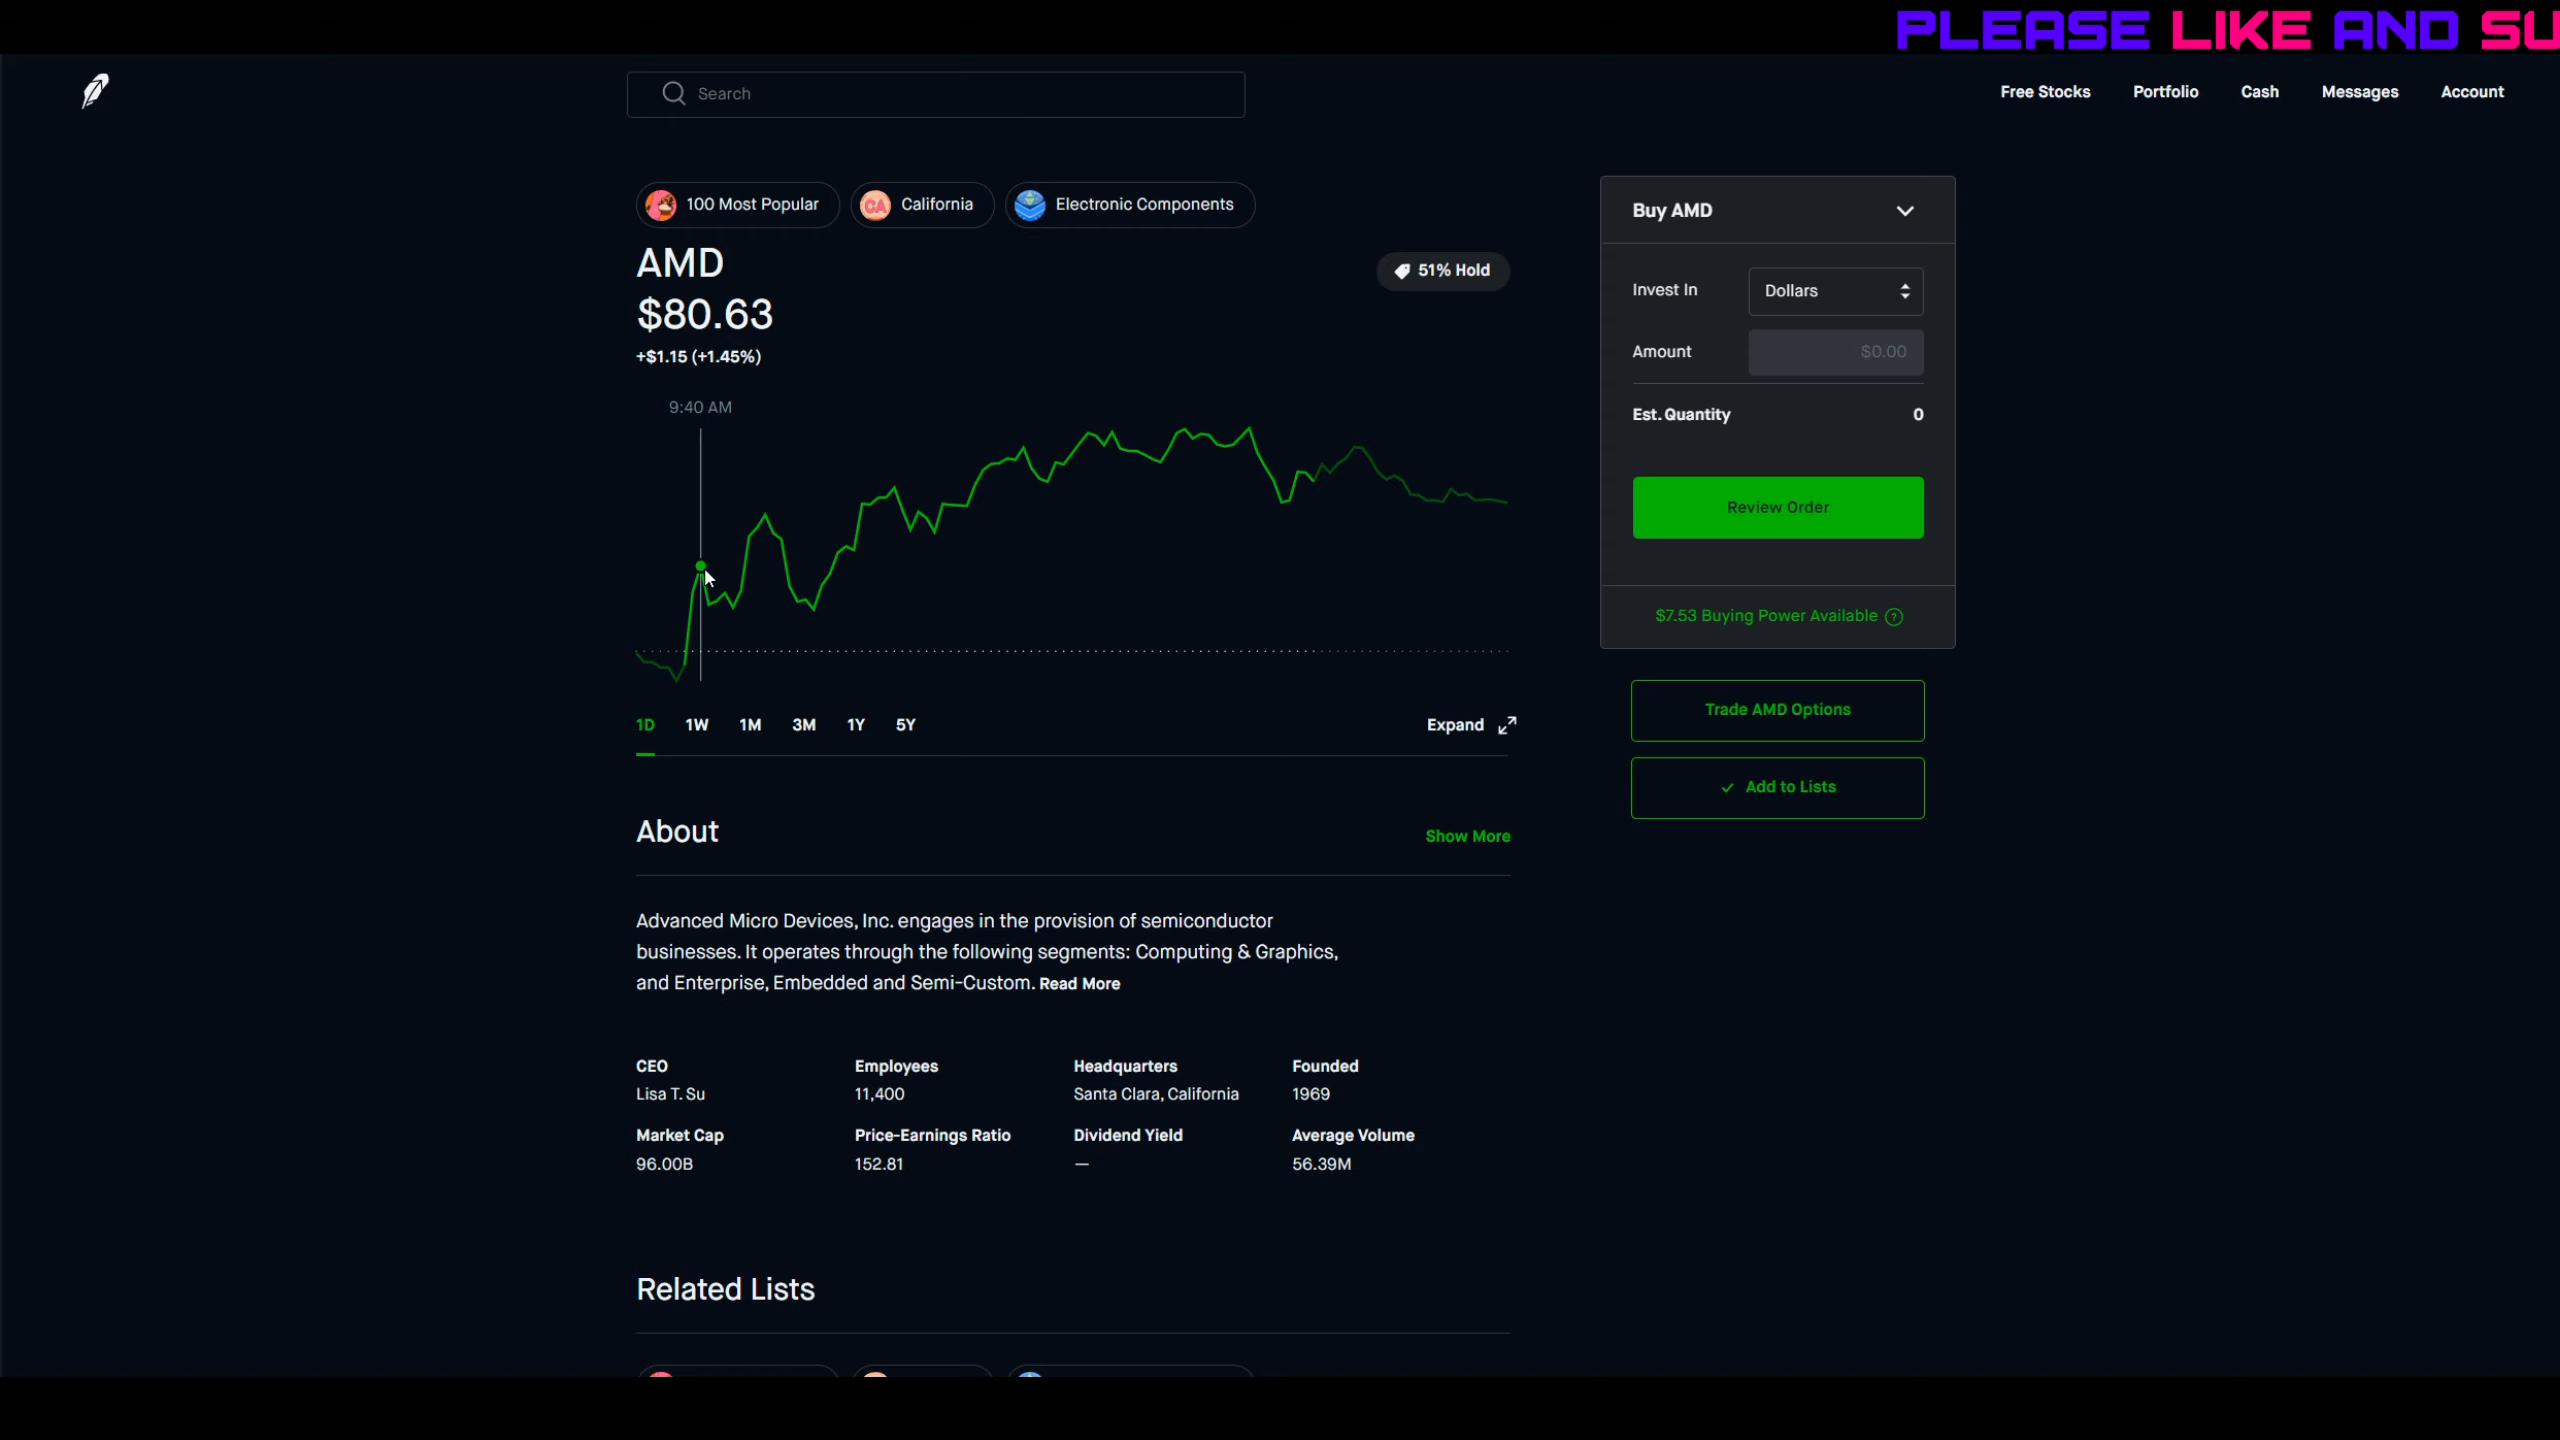 PLEASE LIKE AND SU
Search
Free Stocks
Portfolio
Cash
Messages
Account
100 Most Popular
CA
California
Electronic Components
AMD
$80.63
+$1.15 (+1.45%)
51% Hold
9:40 AM
1D
1W
1M
3M
1Y
5Y
Expand
Buy AMD
Invest In
Dollars
Amount
$0.00
Est. Quantity
0
Review Order
$7.53 Buying Power Available
?
Trade AMD Options
Add to Lists
About
Show More
Advanced Micro Devices, Inc. engages in the provision of semiconductor
businesses. It operates through the following segments: Computing & Graphics,
and Enterprise, Embedded and Semi-Custom. Read More
CEO
Lisa T. Su
Employees
11,400
Headquarters
Santa Clara, California
Founded
1969
Market Cap
96.00B
Price-Earnings Ratio
152.81
Dividend Yield
—
Average Volume
56.39M
Related Lists